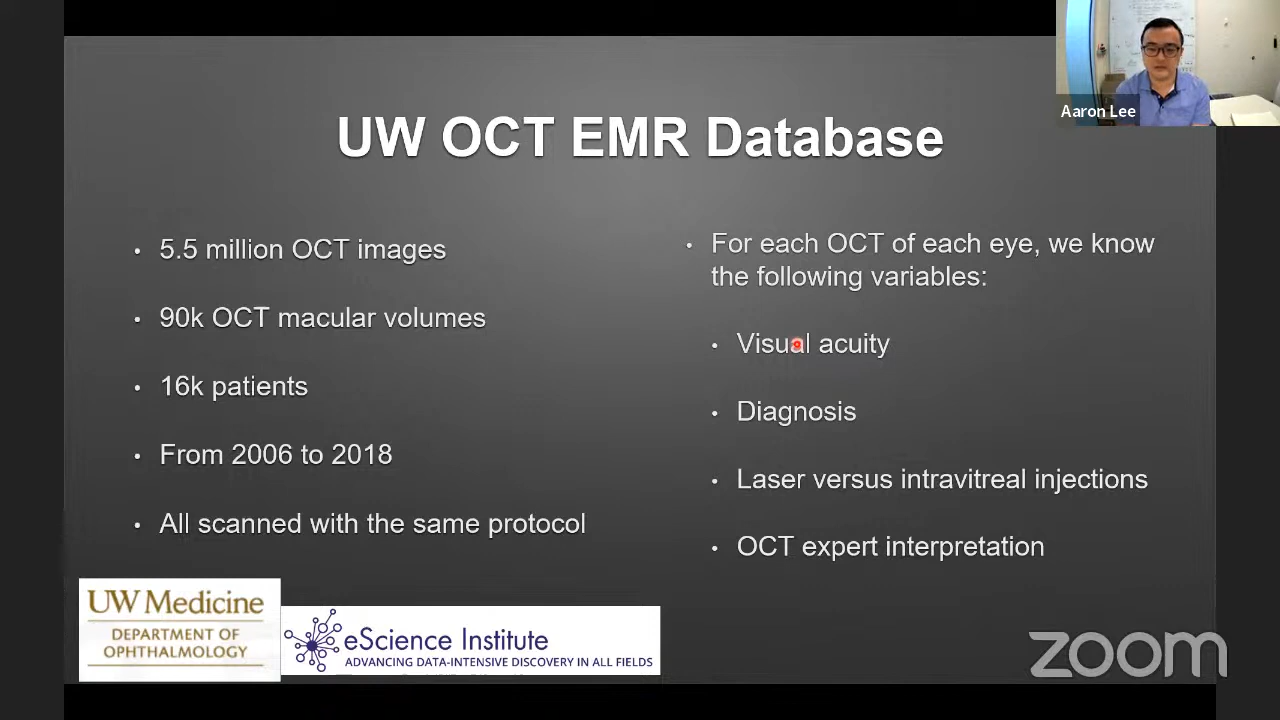 Aaron Lee
UW OCT EMR Database
5.5 million OCT images
90k OCT macular volumes
16k patients
From 2006 to 2018
All scanned with the same protocol
For each OCT of each eye, we know
the following variables:
Visual acuity
Diagnosis
Laser versus intravitreal injections
OCT expert interpretation
UW Medicine
DEPARTMENT OF
OPHTHALMOLOGY
eScience Institute
ADVANCING DATA-INTENSIVE DISCOVERY IN ALL FIELDS
zoom